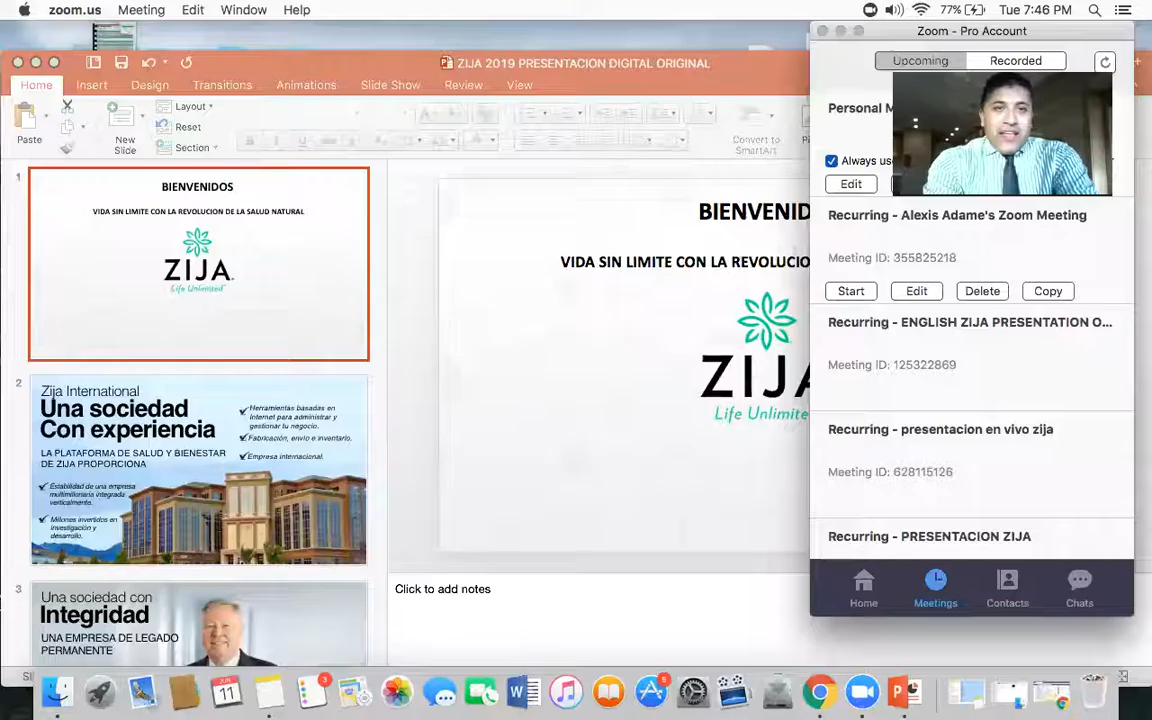 zoom.us Meeting Edit Window Help
77% Tue 7:46 PM
ZIJA 2019 PRESENTACION DIGITAL ORIGINAL
Home Insert Design Transitions Animations Slide Show Review View
Paste
New
Slide
Layout
Reset
Section
Convert to
SmartArt
1
BIENVENIDOS
VIDA SIN LIMITE CON LA REVOLUCION DE LA SALUD NATURAL
ZIJA
Life Unlimited
2
Zija International
Una sociedad
Con experiencia
LA PLATAFORMA DE SALUD Y BIENESTAR
DE ZIJA PROPORCIONA
Estabilidad de una empresa
multimillonaria integrada
verticalmente.
Millones invertidos en
investigación y
desarrollo.
Herramientas basadas en
Internet para administrar y
gestionar tu negocio.
Fabricación, envío e inventario.
Empresa internacional.
3
Una sociedad con
Integridad
UNA EMPRESA DE LEGADO
PERMANENTE
BIENVENID
VIDA SIN LIMITE CON LA REVOLUCIO
ZIJA
Life Unlimite
Click to add notes
Zoom - Pro Account
Upcoming Recorded
Personal M
Always us
Edit
Recurring - Alexis Adame's Zoom Meeting
Meeting ID: 355825218
Start Edit Delete Copy
Recurring - ENGLISH ZIJA PRESENTATION O...
Meeting ID: 125322869
Recurring - presentacion en vivo zija
Meeting ID: 628115126
Recurring - PRESENTACION ZIJA
Home Meetings Contacts Chats
JUN
11
3
5